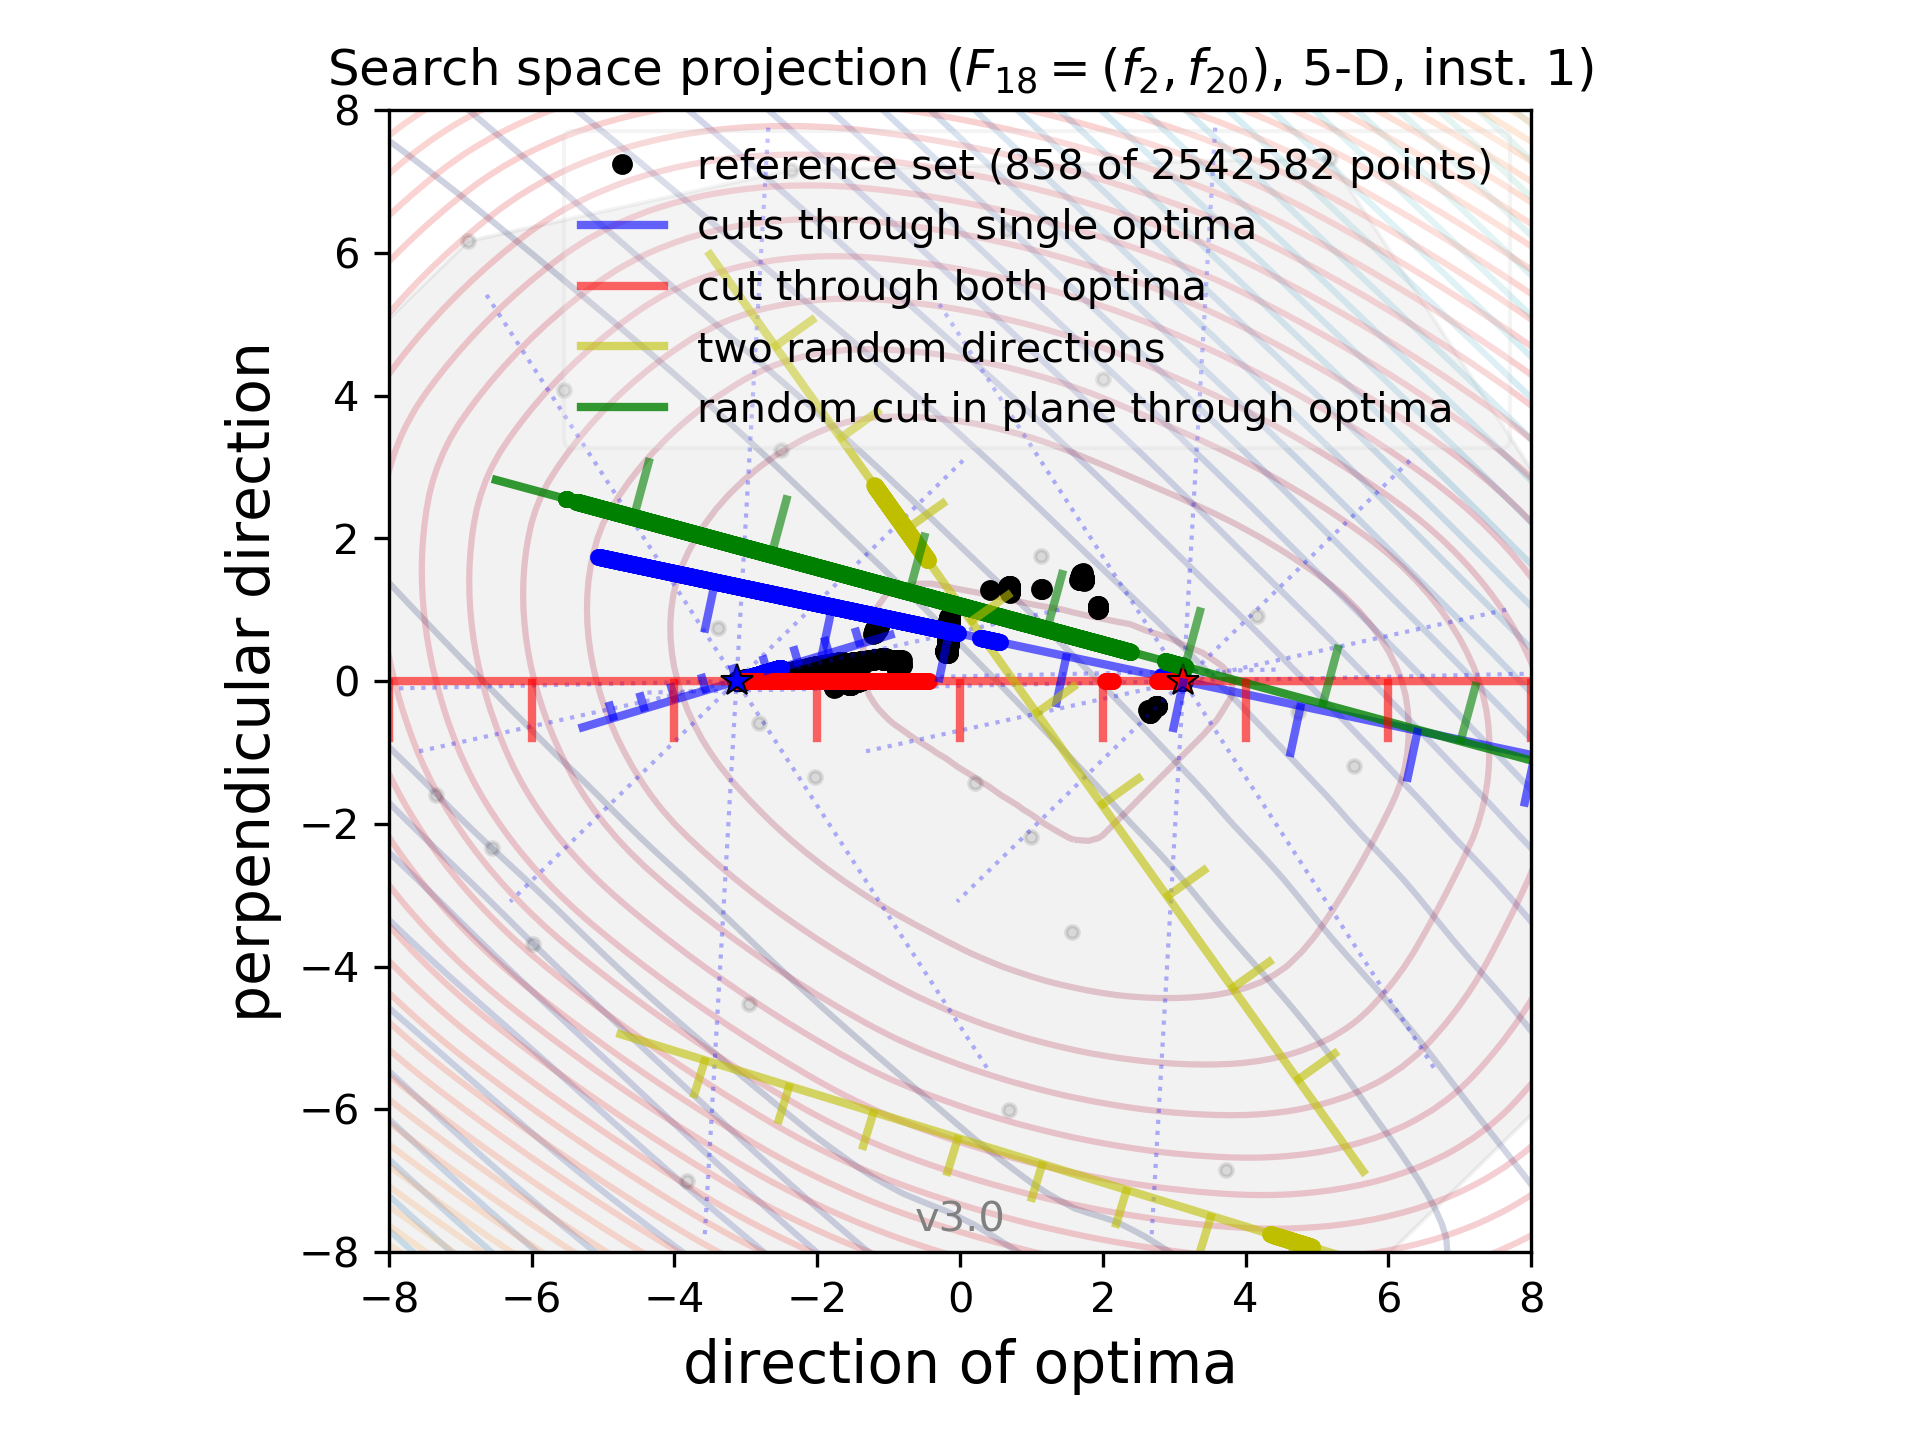 Search space projection (F₁₈ = (f₂, f₂₀), 5-D, inst. 1)
8
6
4
2
0
−2
−4
−6
−8
perpendicular direction
reference set (858 of 2542582 points)
cuts through single optima
cut through both optima
two random directions
random cut in plane through optima
v3.0
−8 −6 −4 −2 0 2 4 6 8
direction of optima